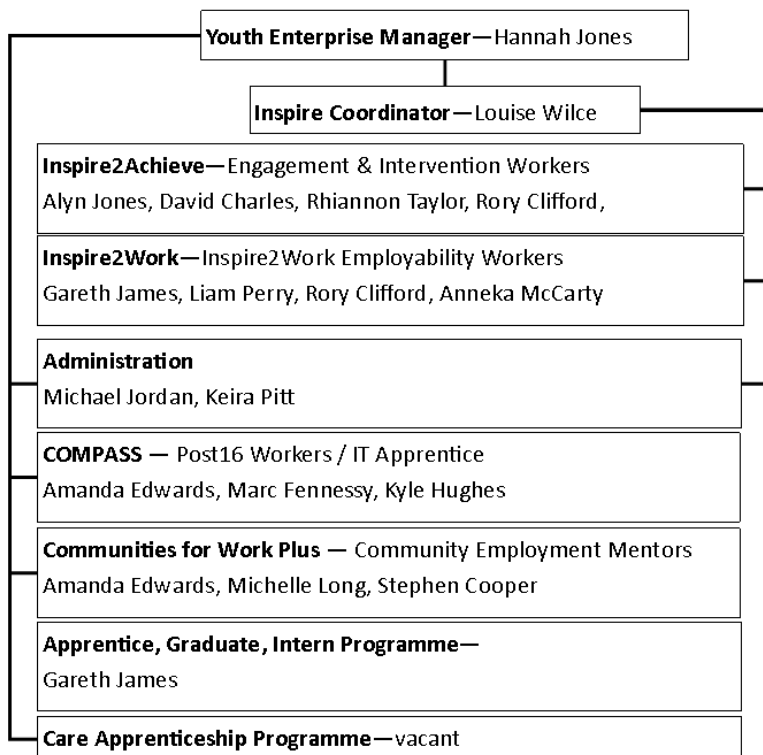 Youth Enterprise Manager—Hannah Jones
Inspire Coordinator—Louise Wilce
Inspire2Achieve—Engagement & Intervention Workers
Alyn Jones, David Charles, Rhiannon Taylor, Rory Clifford,
Inspire2Work—Inspire2Work Employability Workers
Gareth James, Liam Perry, Rory Clifford, Anneka McCarty
Administration
Michael Jordan, Keira Pitt
COMPASS — Post16 Workers / IT Apprentice
Amanda Edwards, Marc Fennessy, Kyle Hughes
Communities for Work Plus — Community Employment Mentors
Amanda Edwards, Michelle Long, Stephen Cooper
Apprentice, Graduate, Intern Programme—
Gareth James
Care Apprenticeship Programme—vacant